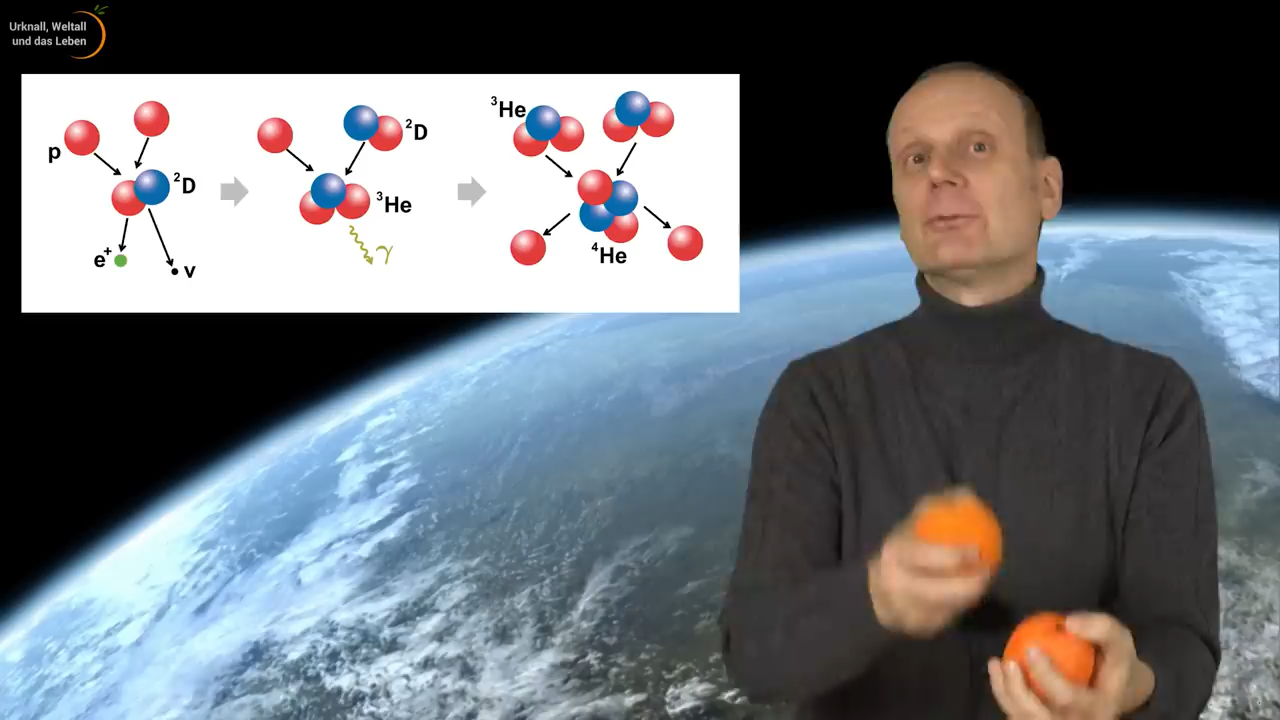 Urknall, Weltall
und das Leben
p
²D
e⁺
ν
²D
³He
γ
³He
⁴He